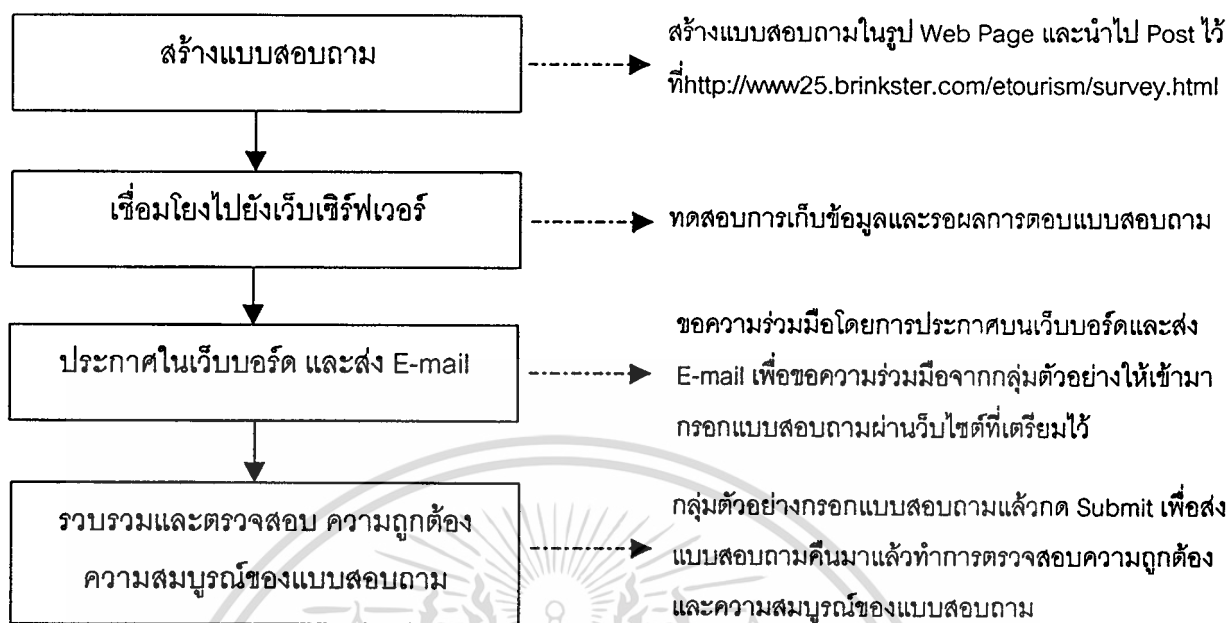 สร้างแบบสอบถาม
สร้างแบบสอบถามในรูป Web Page และนำไป Post ไว้
ที่http://www25.brinkster.com/etourism/survey.html
เชื่อมโยงไปยังเว็บเซิร์ฟเวอร์
ทดสอบการเก็บข้อมูลและรอผลการตอบแบบสอบถาม
ประกาศในเว็บบอร์ด และส่ง E-mail
ขอความร่วมมือโดยการประกาศบนเว็บบอร์ดและส่ง
E-mail เพื่อขอความร่วมมือจากกลุ่มตัวอย่างให้เข้ามา
กรอกแบบสอบถามผ่านเว็บไซต์ที่เตรียมไว้
รวบรวมและตรวจสอบ ความถูกต้อง
ความสมบูรณ์ของแบบสอบถาม
กลุ่มตัวอย่างกรอกแบบสอบถามแล้วกด Submit เพื่อส่ง
แบบสอบถามคืนมาแล้วทำการตรวจสอบความถูกต้อง
และความสมบูรณ์ของแบบสอบถาม